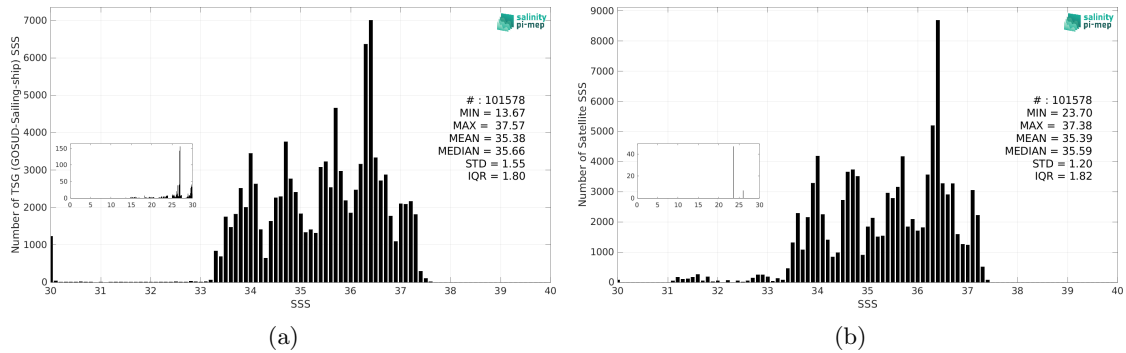 7000
6000
5000
4000
3000
2000
1000
0
Number of TSG (GOSUD-Sailing-ship) SSS
salinity
pi-mep
# : 101578
MIN = 13.67
MAX = 37.57
MEAN = 35.38
MEDIAN = 35.66
STD = 1.55
IQR = 1.80
150
100
50
0
0 5 10 15 20 25 30
30 31 32 33 34 35 36 37 38 39 40
SSS
(a)
9000
8000
7000
6000
5000
4000
3000
2000
1000
0
Number of Satellite SSS
salinity
pi-mep
# : 101578
MIN = 23.70
MAX = 37.38
MEAN = 35.39
MEDIAN = 35.59
STD = 1.20
IQR = 1.82
40
20
0
0 5 10 15 20 25 30
30 31 32 33 34 35 36 37 38 39 40
SSS
(b)